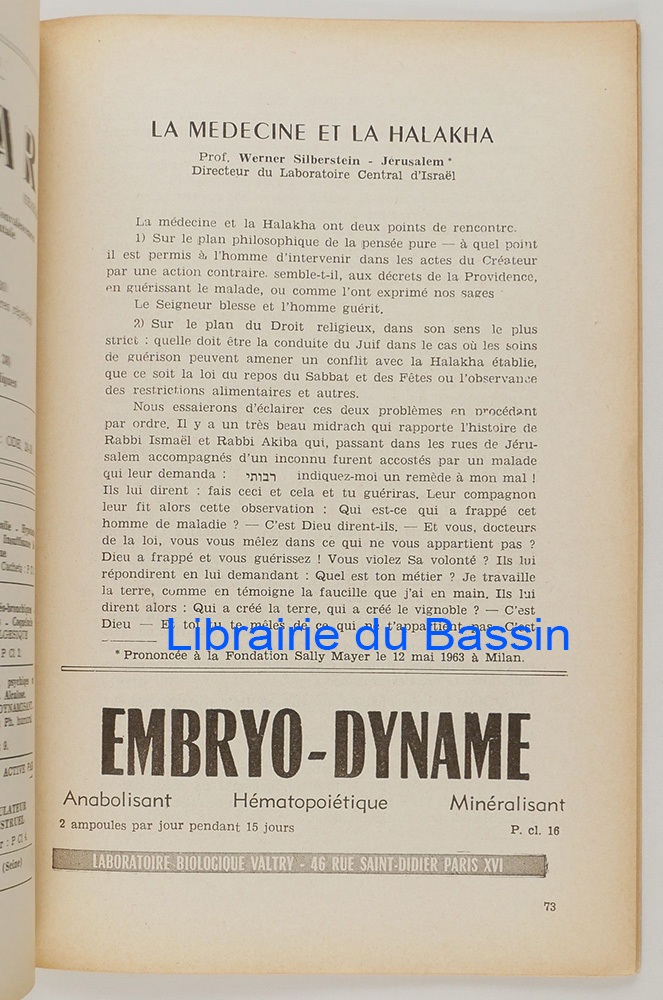 LA MEDECINE ET LA HALAKHA
Prof. Werner Silberstein - Jérusalem *
Directeur du Laboratoire Central d'Israël
La médecine et la Halakha ont deux points de rencontre.
1) Sur le plan philosophique de la pensée pure — à quel point
il est permis à l'homme d'intervenir dans les actes du Créateur
par une action contraire, semble-t-il, aux décrets de la Providence,
en guérissant le malade, ou comme l'ont exprimé nos sages
Le Seigneur blesse et l'homme guérit.
2) Sur le plan du Droit religieux, dans son sens le plus
strict : quelle doit être la conduite du Juif dans le cas où les soins
de guérison peuvent amener un conflit avec la Halakha établie,
que ce soit la loi au repos du Sabbat et des Fêtes ou l'observance
des restrictions alimentaires et autres.
Nous essaierons d'éclairer ces deux problèmes en procédant
par ordre. Il y a un très beau midrach qui rapporte l'histoire de
Rabbi Ismaël et Rabbi Akiba qui, passant dans les rues de Jéru-
salem accompagnés d'un inconnu furent accostés par un malade
qui leur demanda : רבותי indiquez-moi un remède à mon mal !
Ils lui dirent : fais ceci et cela et tu guériras. Leur compagnon
leur fit alors cette observation : Qui est-ce qui a frappé cet
homme de maladie ? — C'est Dieu dirent-ils. — Et vous, docteurs
de la loi, vous vous mêlez dans ce qui ne vous appartient pas ?
Dieu a frappé et vous guérissez ! Vous violez Sa volonté ? Ils lui
répondirent en lui demandant : Quel est ton métier ? Je travaille
la terre, comme en témoigne la faucille que j'ai en main. Ils lui
dirent alors : Qui a créé la terre, qui a créé le vignoble ? — C'est
Dieu — Et toi tu te mêles de ce qui ne t'appartient pas. C'est
Librairie du Bassin
* Prononcée à la Fondation Sally Mayer le 12 mai 1963 à Milan.
EMBRYO-DYNAME
Anabolisant Hématopoiétique Minéralisant
2 ampoules par jour pendant 15 jours P. cl. 16
LABORATOIRE BIOLOGIQUE VALTRY - 46 RUE SAINT-DIDIER PARIS XVI
73